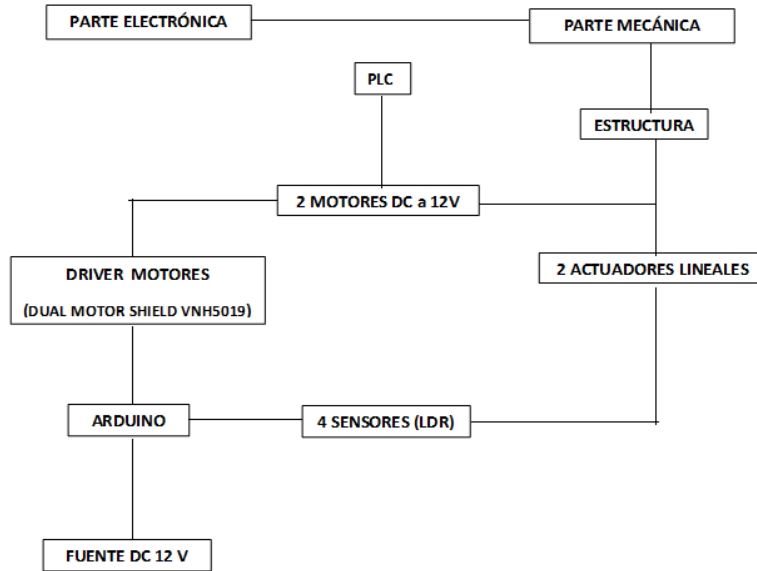 PARTE ELECTRÓNICA
PARTE MECÁNICA
PLC
ESTRUCTURA
2 MOTORES DC a 12V
DRIVER MOTORES
(DUAL MOTOR SHIELD VNH5019)
2 ACTUADORES LINEALES
ARDUINO
4 SENSORES (LDR)
FUENTE DC 12 V